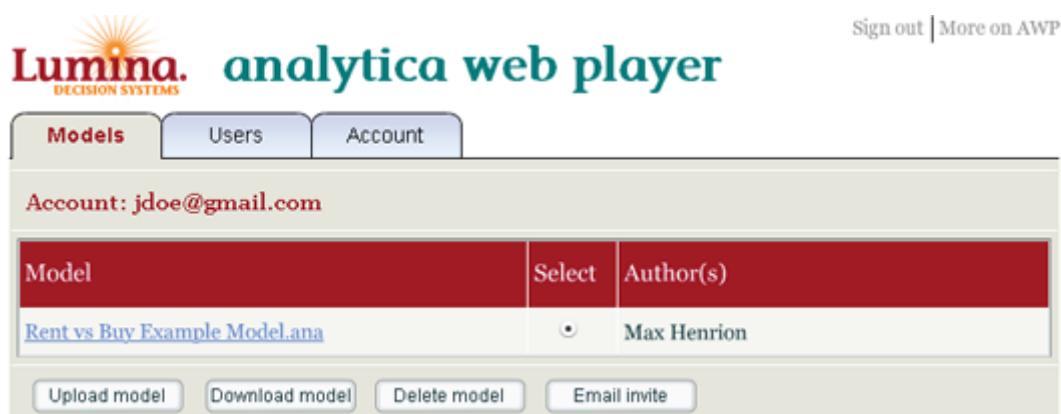 Sign out | More on AWP
Lumina. analytica web player
DECISION SYSTEMS
Models Users Account
Account: jdoe@gmail.com
Model Select Author(s)
Rent vs Buy Example Model.ana Max Henrion
Upload model Download model Delete model Email invite